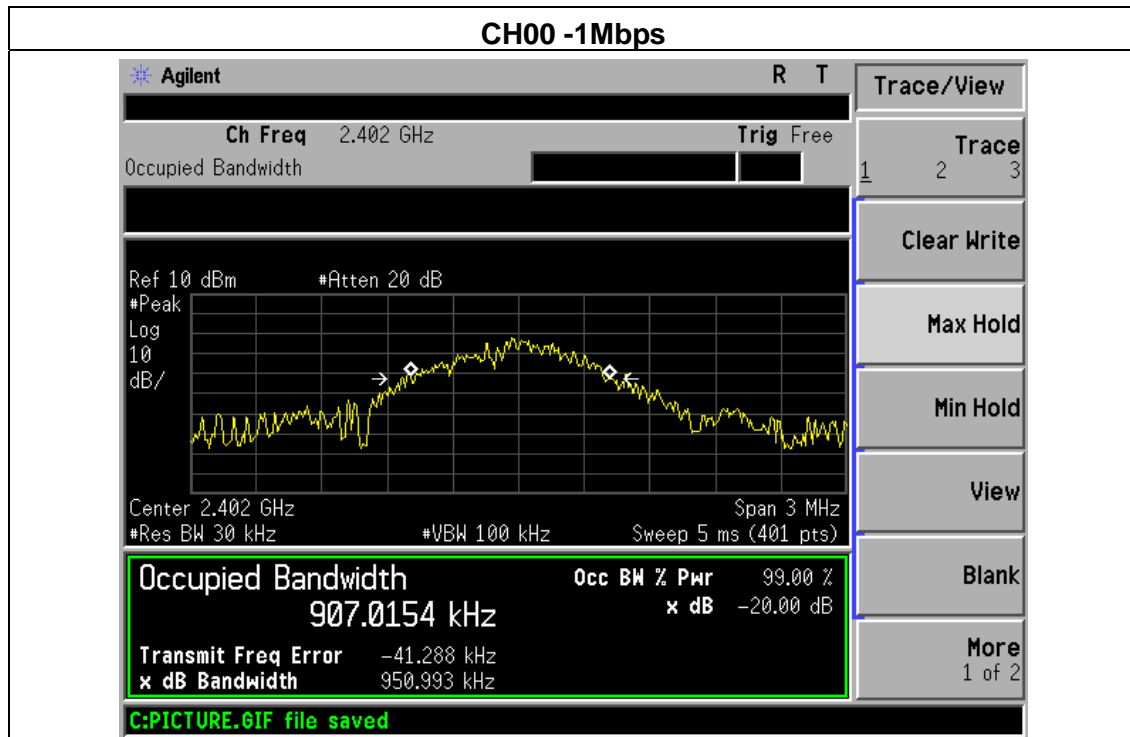 CH00 -1Mbps
Agilent R T
Trace/View
Ch Freq 2.402 GHz Trig Free
Occupied Bandwidth
Trace
1 2 3
Clear Write
Ref 10 dBm #Atten 20 dB
#Peak
Log
10
dB/
Max Hold
Min Hold
View
Center 2.402 GHz Span 3 MHz
#Res BW 30 kHz #VBW 100 kHz Sweep 5 ms (401 pts)
Occupied Bandwidth Occ BW % Pwr 99.00 %
907.0154 kHz x dB -20.00 dB
Blank
Transmit Freq Error -41.288 kHz
x dB Bandwidth 950.993 kHz
More
1 of 2
C:PICTURE.GIF file saved